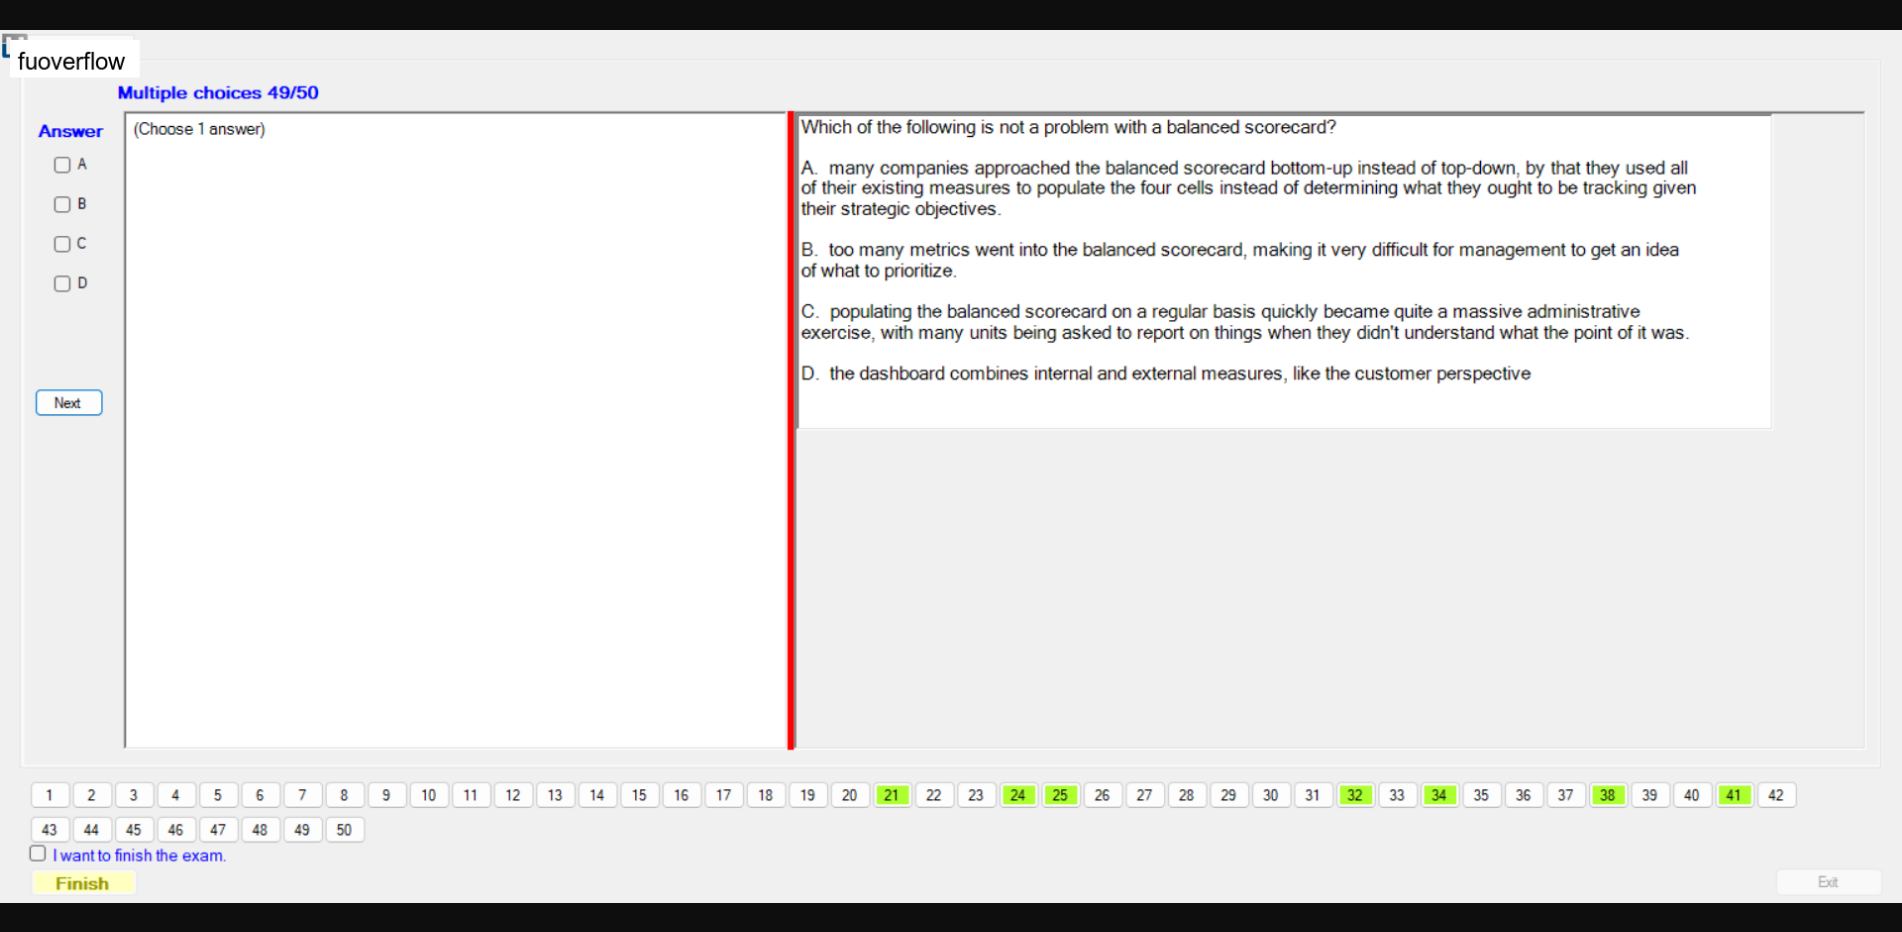 fuoverflow
Multiple choices 49/50
Answer
(Choose 1 answer)
A
B
C
D
Next
Which of the following is not a problem with a balanced scorecard?
A. many companies approached the balanced scorecard bottom-up instead of top-down, by that they used all
of their existing measures to populate the four cells instead of determining what they ought to be tracking given
their strategic objectives.
B. too many metrics went into the balanced scorecard, making it very difficult for management to get an idea
of what to prioritize.
C. populating the balanced scorecard on a regular basis quickly became quite a massive administrative
exercise, with many units being asked to report on things when they didn't understand what the point of it was.
D. the dashboard combines internal and external measures, like the customer perspective
1 2 3 4 5 6 7 8 9 10 11 12 13 14 15 16 17 18 19 20 21 22 23 24 25 26 27 28 29 30 31 32 33 34 35 36 37 38 39 40 41 42
43 44 45 46 47 48 49 50
I want to finish the exam.
Finish
Exit